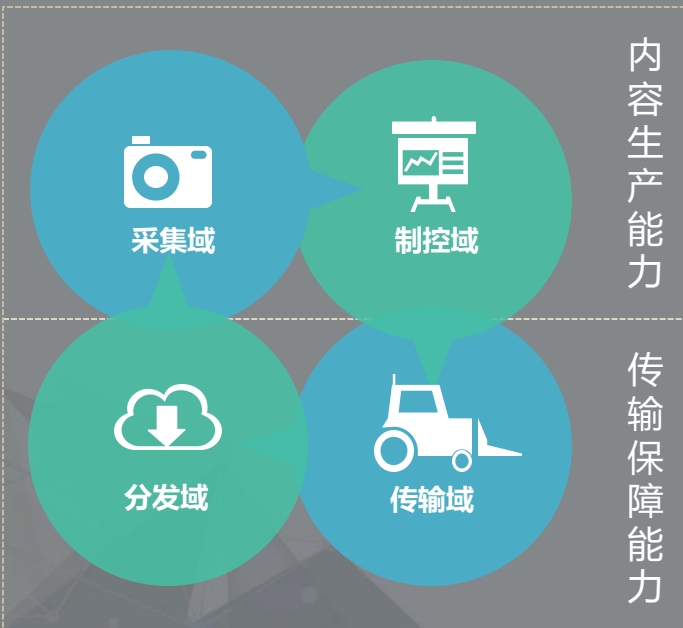 采集域
制控域
内容生产能力
分发域
传输域
传输保障能力